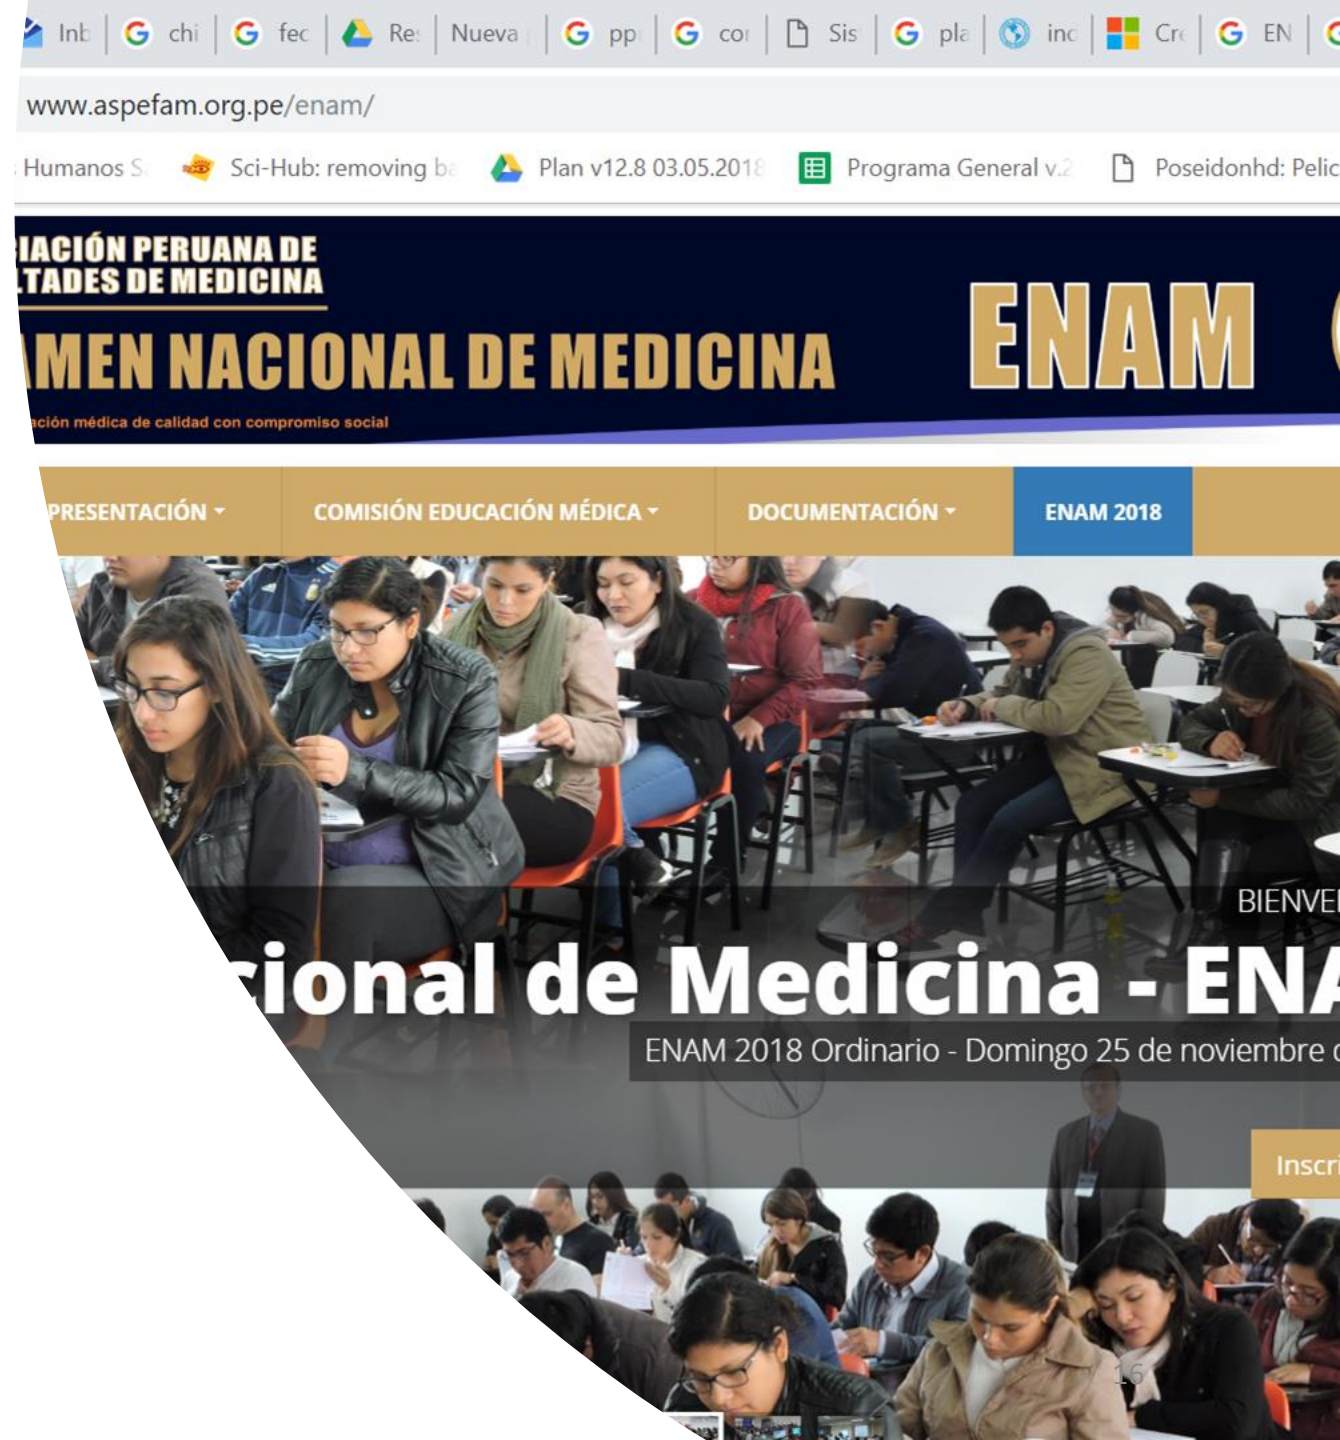 Inb chi fec Res Nueva pp cor Sis pla inc Cre EN
www.aspefam.org.pe/enam/
Humanos S Sci-Hub: removing ba Plan v12.8 03.05.2018 Programa General v.2 Poseidonhd: Pelic
IACIÓN PERUANA DE
LTADES DE MEDICINA
AMEN NACIONAL DE MEDICINA
ENAM
ación médica de calidad con compromiso social
PRESENTACIÓN COMISIÓN EDUCACIÓN MÉDICA DOCUMENTACIÓN ENAM 2018
BIENVE
cional de Medicina - ENA
ENAM 2018 Ordinario - Domingo 25 de noviembre d
Inscri
16